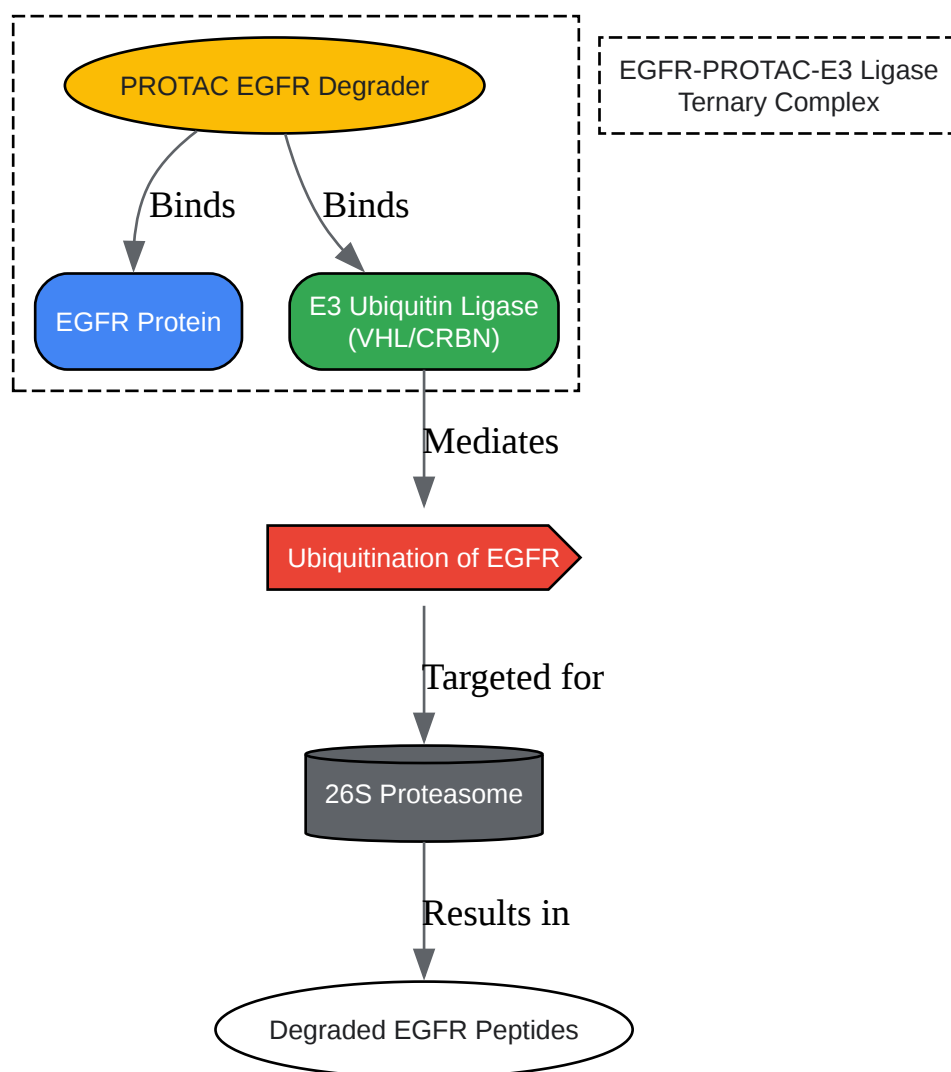 PROTAC EGFR Degrader
EGFR-PROTAC-E3 Ligase
Ternary Complex
Binds
Binds
EGFR Protein
E3 Ubiquitin Ligase
(VHL/CRBN)
Mediates
Ubiquitination of EGFR
Targeted for
26S Proteasome
Results in
Degraded EGFR Peptides